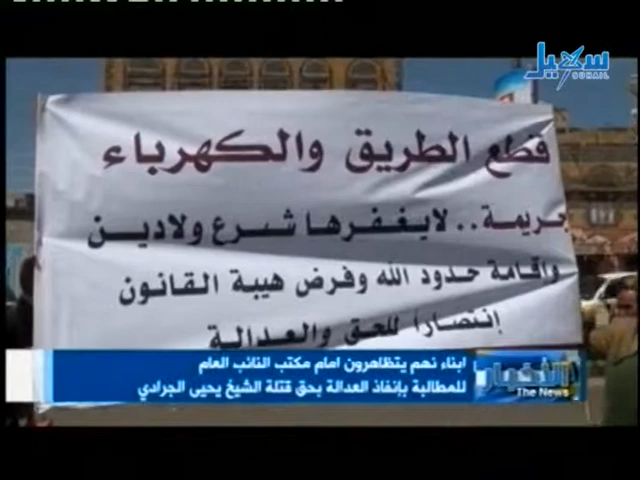 سهيل
SUHAIL
قطع الطريق والكهرباء
جريمة.. لايغفرها شرع ولادين
واقامة حدود الله وفرض هيبة القانون
إنتصاراً للحق والعدالة
ابناء نهم يتظاهرون امام مكتب النائب العام
للمطالبة بإنفاذ العدالة بحق قتلة الشيخ يحيى الجرادي
الأخبار
The News